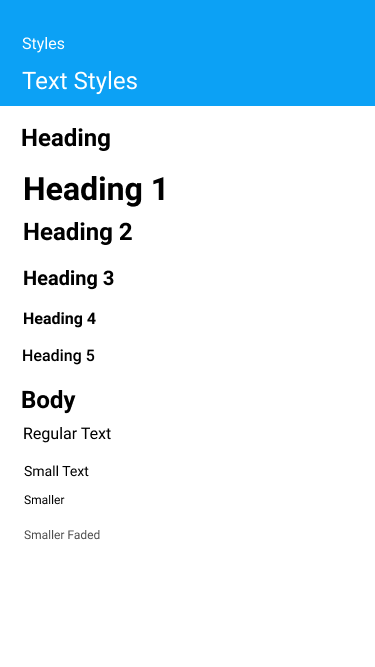 Styles
Text Styles
Heading
Heading 1
Heading 2
Heading 3
Heading 4
Heading 5
Body
Regular Text
Small Text
Smaller
Smaller Faded